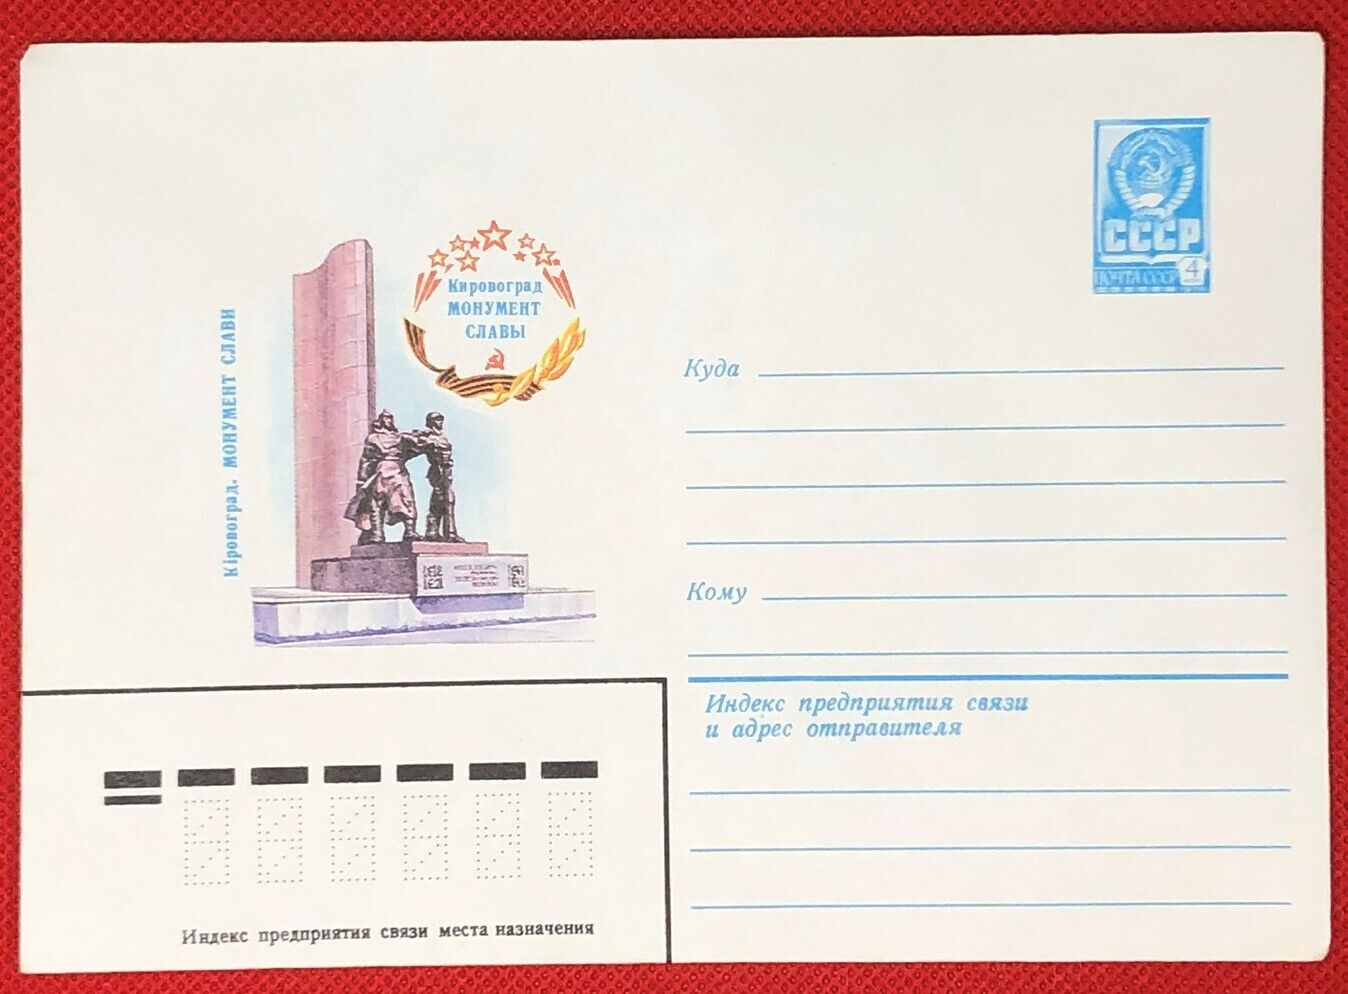 СССР
ПОЧТА СССР 4
Кировоград
МОНУМЕНТ
СЛАВЫ
Кіровоград. МОНУМЕНТ СЛАВИ
Куда
Кому
Индекс предприятия связи
и адрес отправителя
Индекс предприятия связи места назначения